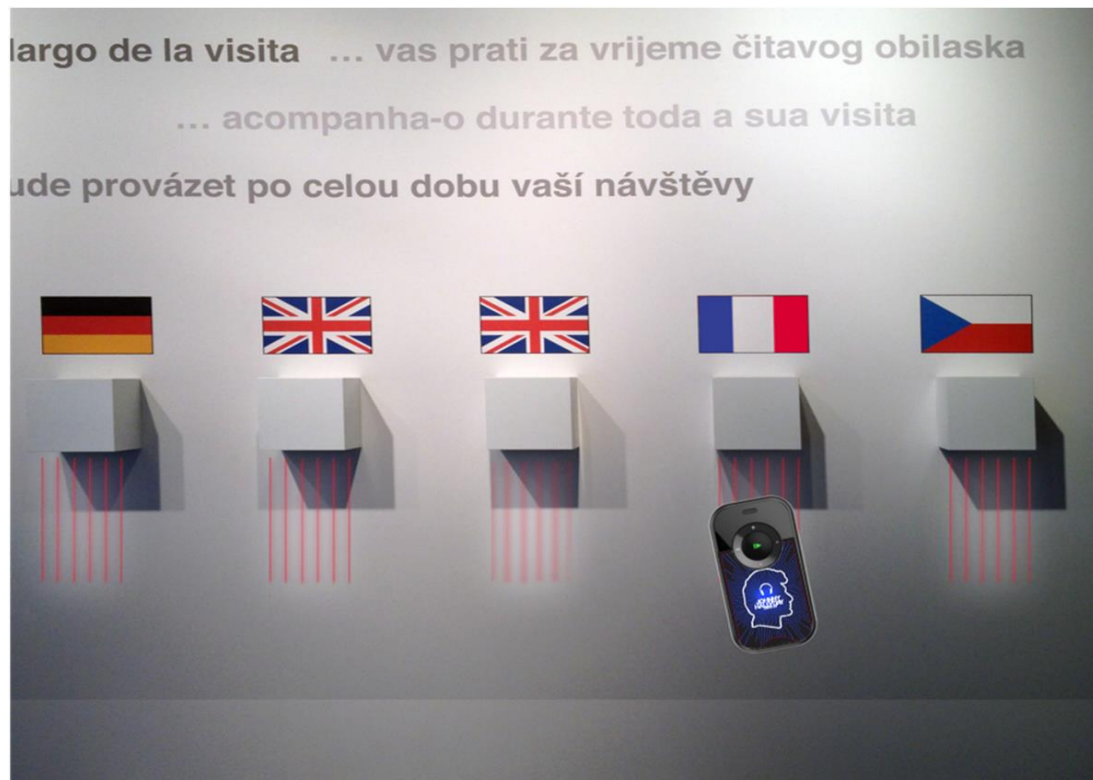 largo de la visita ... vas prati za vrijeme čitavog obilaska
... acompanha-o durante toda a sua visita
ude provázet po celou dobu vaší návštěvy